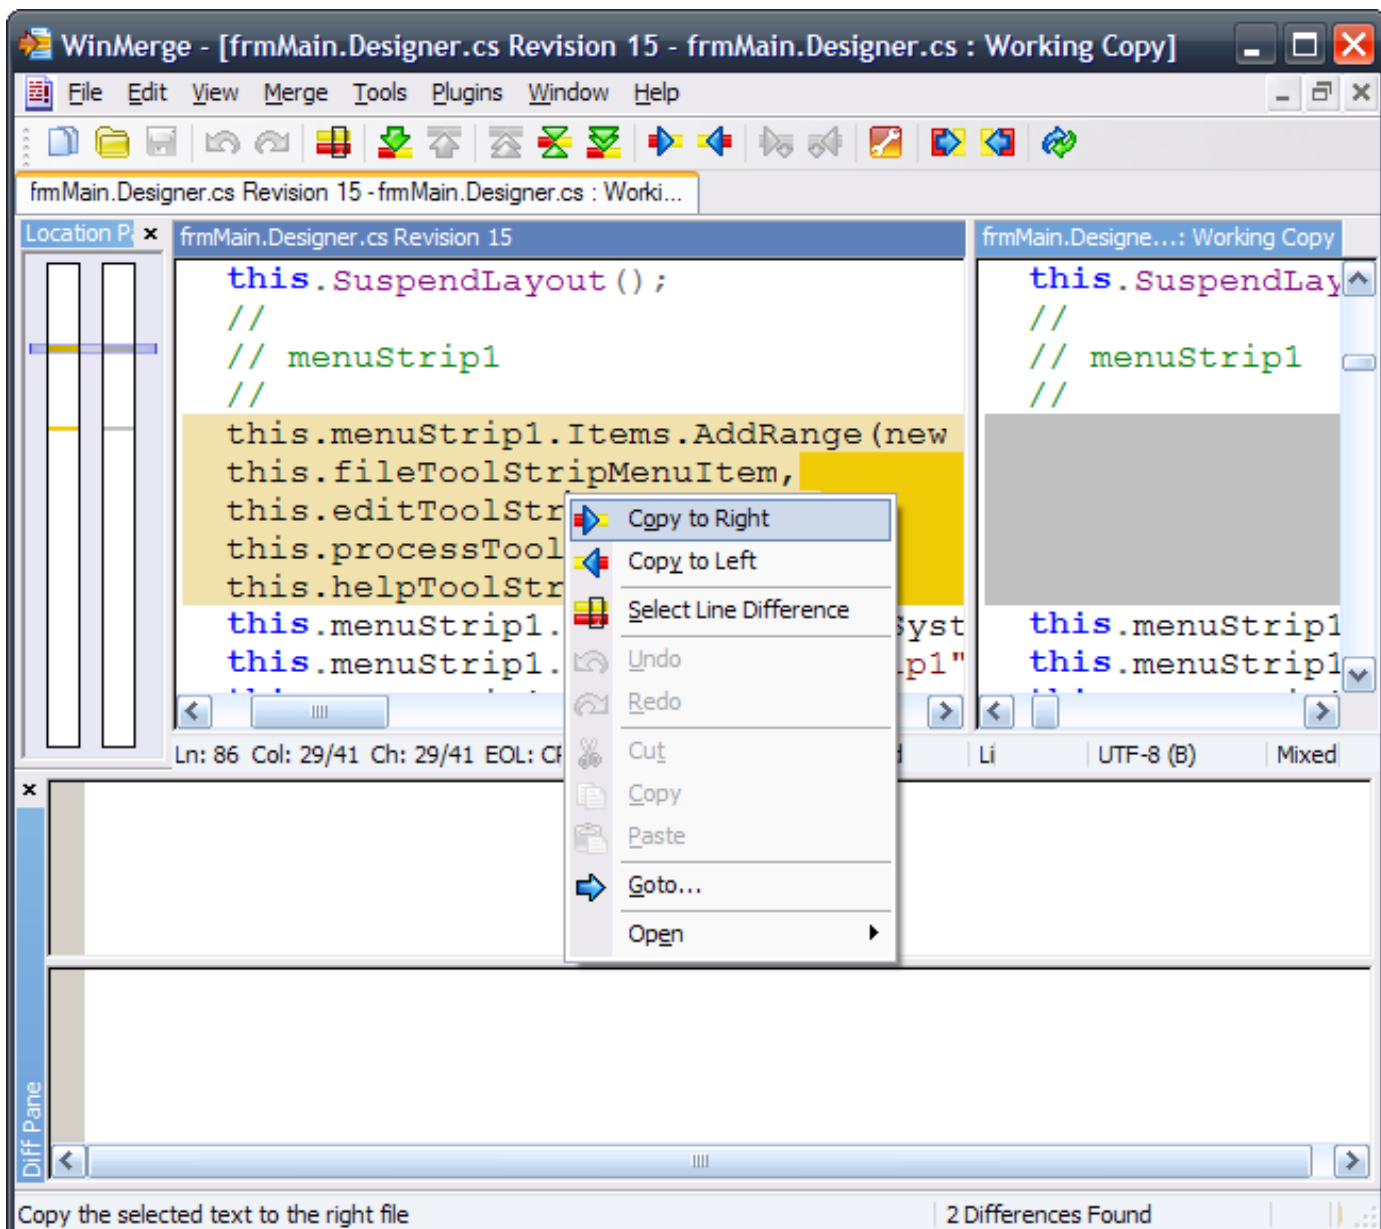 WinMerge - [frmMain.Designer.cs Revision 15 - frmMain.Designer.cs : Working Copy]
File Edit View Merge Tools Plugins Window Help
frmMain.Designer.cs Revision 15 - frmMain.Designer.cs : Worki...
Location P
frmMain.Designer.cs Revision 15
frmMain.Designe...: Working Copy
this.SuspendLayout();
//
// menuStrip1
//
this.menuStrip1.Items.AddRange(new
this.fileToolStripMenuItem,
this.editToolStr
this.processTool
this.helpToolStr
this.menuStrip1. Syst
this.menuStrip1. ip1"
this.SuspendLay
//
// menuStrip1
//
this.menuStrip1
this.menuStrip1
Copy to Right
Copy to Left
Select Line Difference
Undo
Redo
Cut
Copy
Paste
Goto...
Open
Ln: 86 Col: 29/41 Ch: 29/41 EOL: CR
Li UTF-8 (B) Mixed
Diff Pane
Copy the selected text to the right file
2 Differences Found